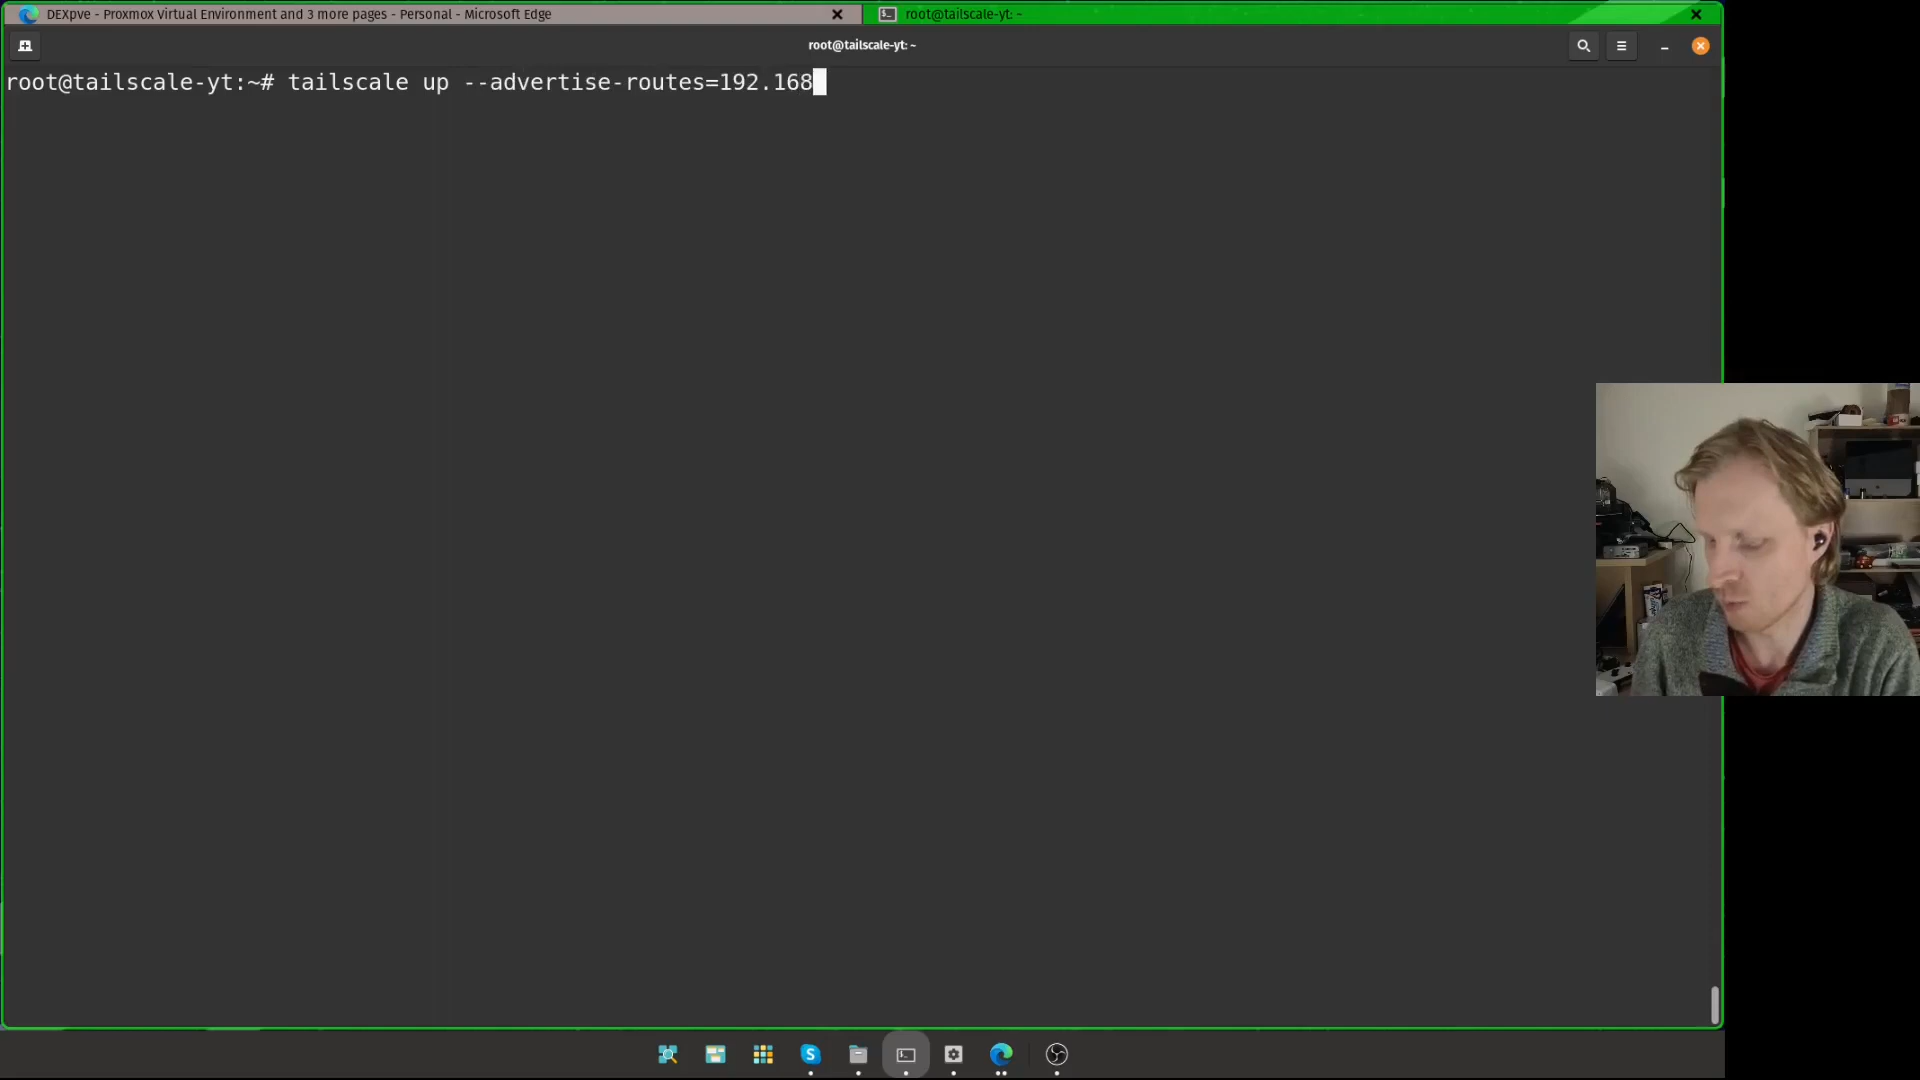 DEXpve - Proxmox Virtual Environment and 3 more pages - Personal - Microsoft Edge
root@tailscale-yt: ~
root@tailscale-yt: ~
root@tailscale-yt:~# tailscale up --advertise-routes=192.168